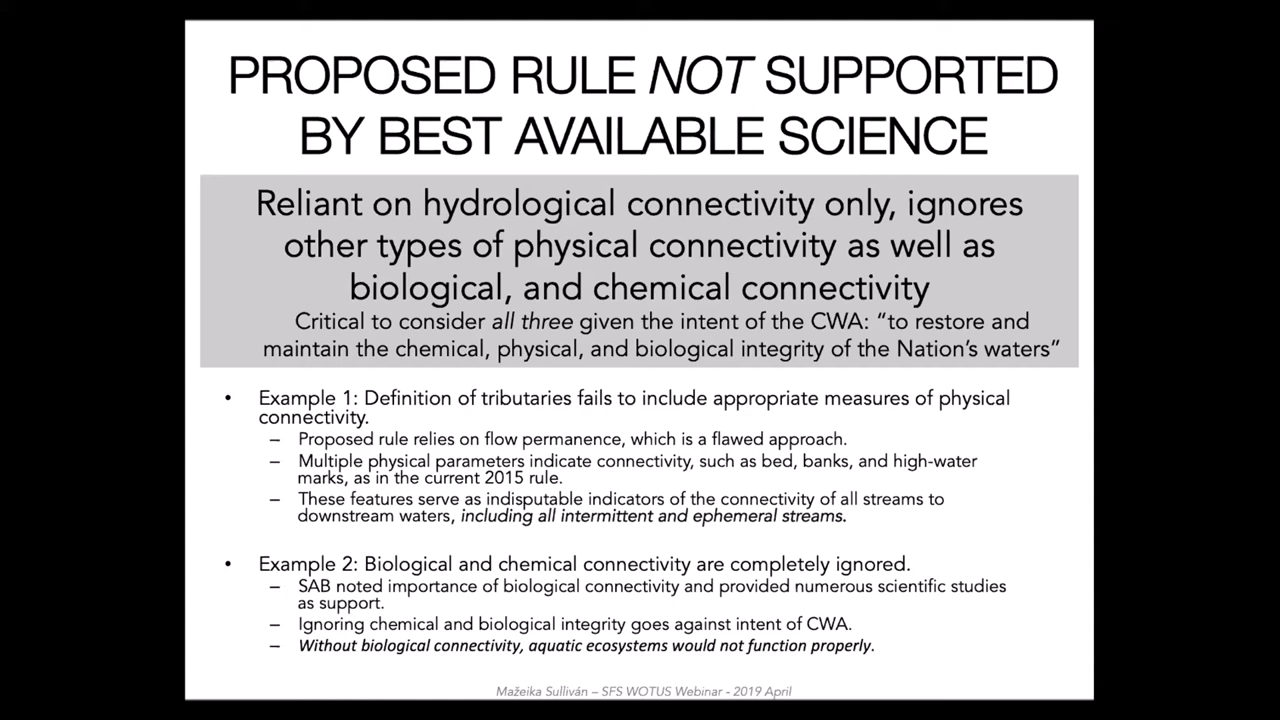 PROPOSED RULE NOT SUPPORTED
BY BEST AVAILABLE SCIENCE
Reliant on hydrological connectivity only, ignores
other types of physical connectivity as well as
biological, and chemical connectivity
Critical to consider all three given the intent of the CWA: “to restore and
maintain the chemical, physical, and biological integrity of the Nation’s waters”
• Example 1: Definition of tributaries fails to include appropriate measures of physical
connectivity.
– Proposed rule relies on flow permanence, which is a flawed approach.
– Multiple physical parameters indicate connectivity, such as bed, banks, and high-water
marks, as in the current 2015 rule.
– These features serve as indisputable indicators of the connectivity of all streams to
downstream waters, including all intermittent and ephemeral streams.
• Example 2: Biological and chemical connectivity are completely ignored.
– SAB noted importance of biological connectivity and provided numerous scientific studies
as support.
– Ignoring chemical and biological integrity goes against intent of CWA.
– Without biological connectivity, aquatic ecosystems would not function properly.
Mažeika Sullivań – SFS WOTUS Webinar - 2019 April